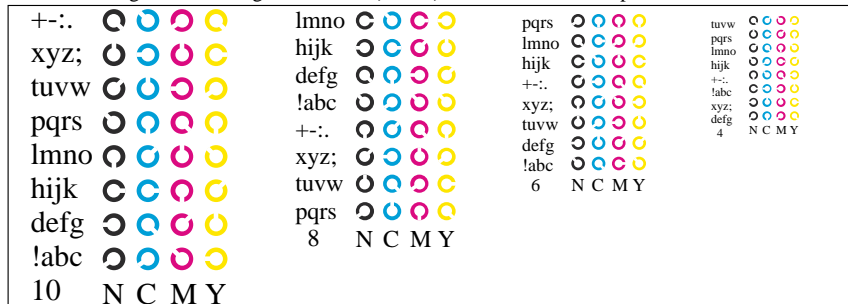 +-:.
xyz;
tuvw
pqrs
lmno
hijk
defg
!abc
10 N C M Y
lmno
hijk
defg
!abc
+-:.
xyz;
tuvw
pqrs
8 N C M Y
pqrs
lmno
hijk
+-:.
xyz;
tuvw
defg
!abc
6 N C M Y
tuvw
pqrs
lmno
hijk
+-:.
!abc
xyz;
defg
4 N C M Y